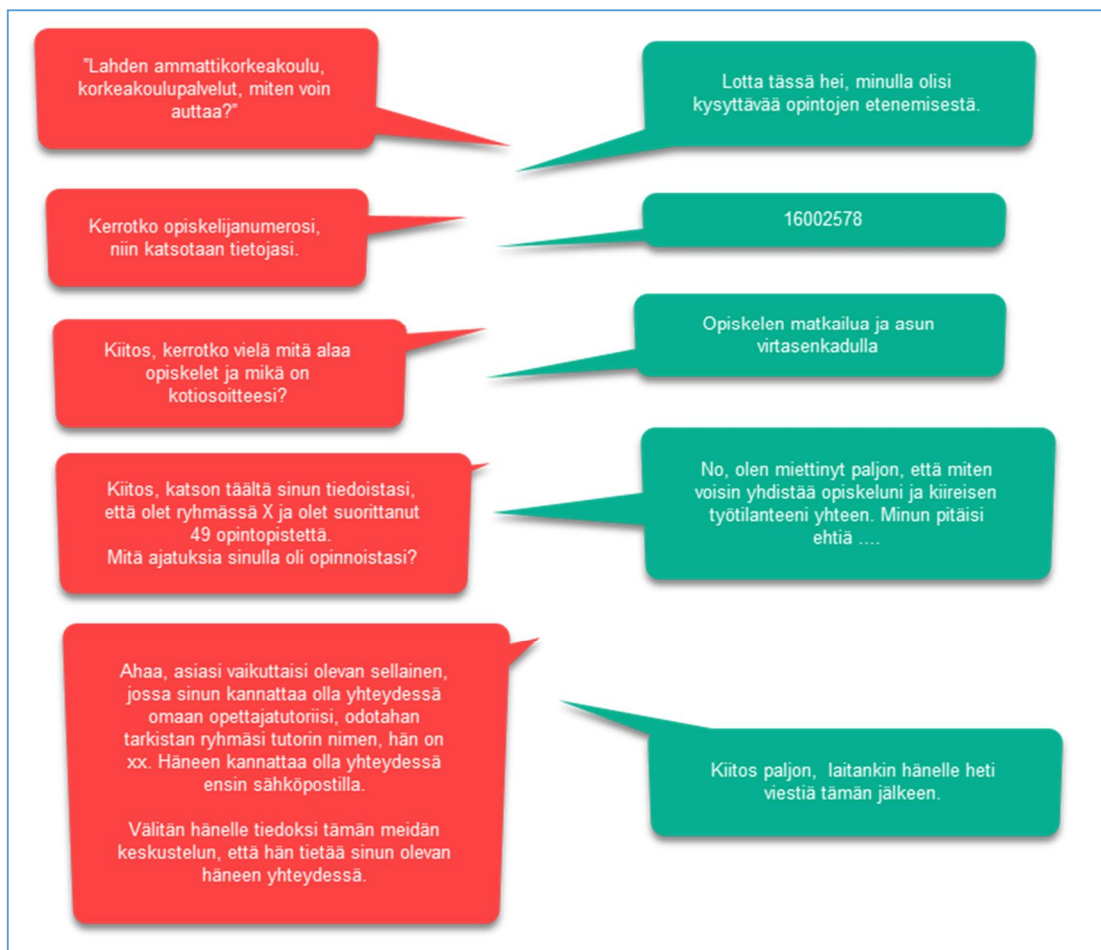 "Lahden ammattikorkeakoulu,
korkeakoulupalvelut, miten voin
auttaa?"
Lotta tässä hei, minulla olisi
kysyttävää opintojen etenemisestä.
Kerrotko opiskelijanumerosi,
niin katsotaan tietojasi.
16002578
Kiitos, kerrotko vielä mitä alaa
opiskelet ja mikä on
kotiosoitteesi?
Opiskelen matkailua ja asun
virtasenkadulla
Kiitos, katson täältä sinun tiedoistasi,
että olet ryhmässä X ja olet suorittanut
49 opintopistettä.
Mitä ajatuksia sinulla oli opinnoistasi?
No, olen miettinyt paljon, että miten
voisin yhdistää opiskeluni ja kiireisen
työtilanteeni yhteen. Minun pitäisi
ehtiä ....
Ahaa, asiasi vaikuttaisi olevan sellainen,
jossa sinun kannattaa olla yhteydessä
omaan opettajatutoriisi, odotahan
tarkistan ryhmäsi tutorin nimen, hän on
xx. Häneen kannattaa olla yhteydessä
ensin sähköpostilla.
Välitän hänelle tiedoksi tämän meidän
keskustelun, että hän tietää sinun olevan
häneen yhteydessä.
Kiitos paljon, laitankin hänelle heti
viestiä tämän jälkeen.